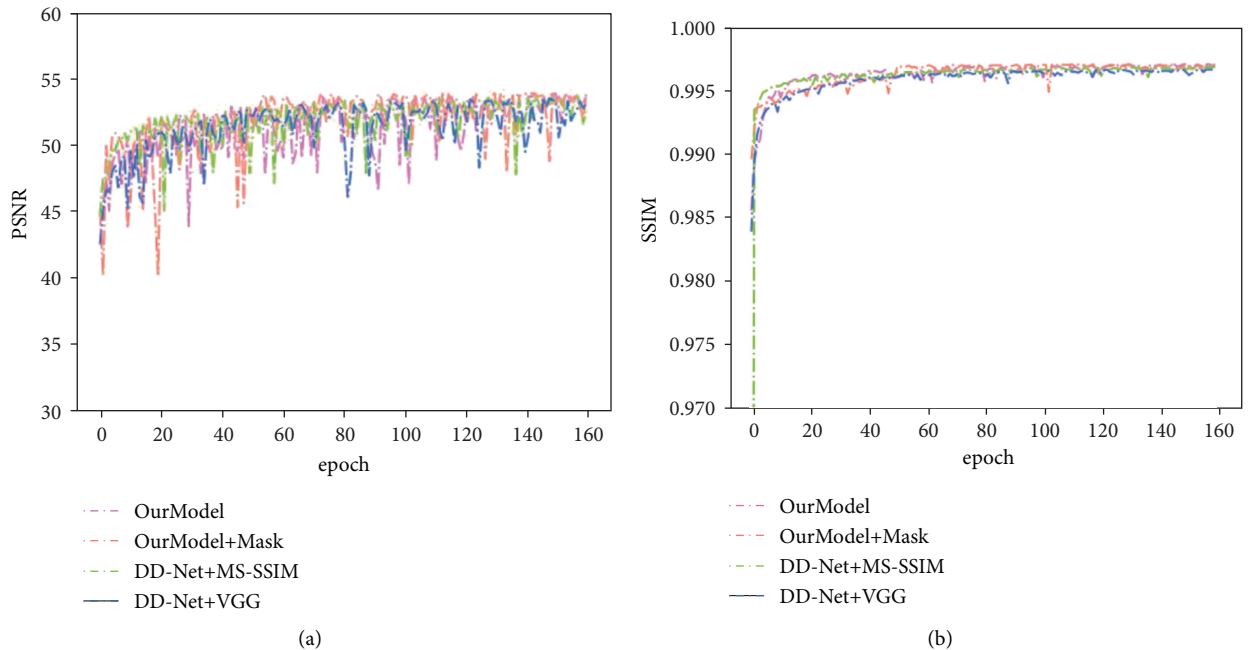 60
55
50
45
40
35
30
PSNR
0 20 40 60 80 100 120 140 160
epoch
OurModel
OurModel+Mask
DD-Net+MS-SSIM
DD-Net+VGG
(a)
1.000
0.995
0.990
0.985
0.980
0.975
0.970
SSIM
0 20 40 60 80 100 120 140 160
epoch
OurModel
OurModel+Mask
DD-Net+MS-SSIM
DD-Net+VGG
(b)